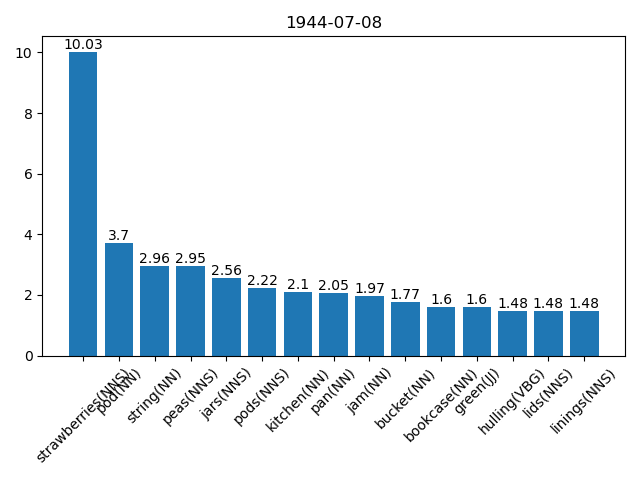 1944-07-08
10
8
6
4
2
0
10.03
3.7
2.96
2.95
2.56
2.22
2.1
2.05
1.97
1.77
1.6
1.6
1.48
1.48
1.48
strawberries(NNS)
pod(NN)
string(NN)
peas(NNS)
jars(NNS)
pods(NNS)
kitchen(NN)
pan(NN)
jam(NN)
bucket(NN)
bookcase(NN)
green(JJ)
hulling(VBG)
lids(NNS)
linings(NNS)